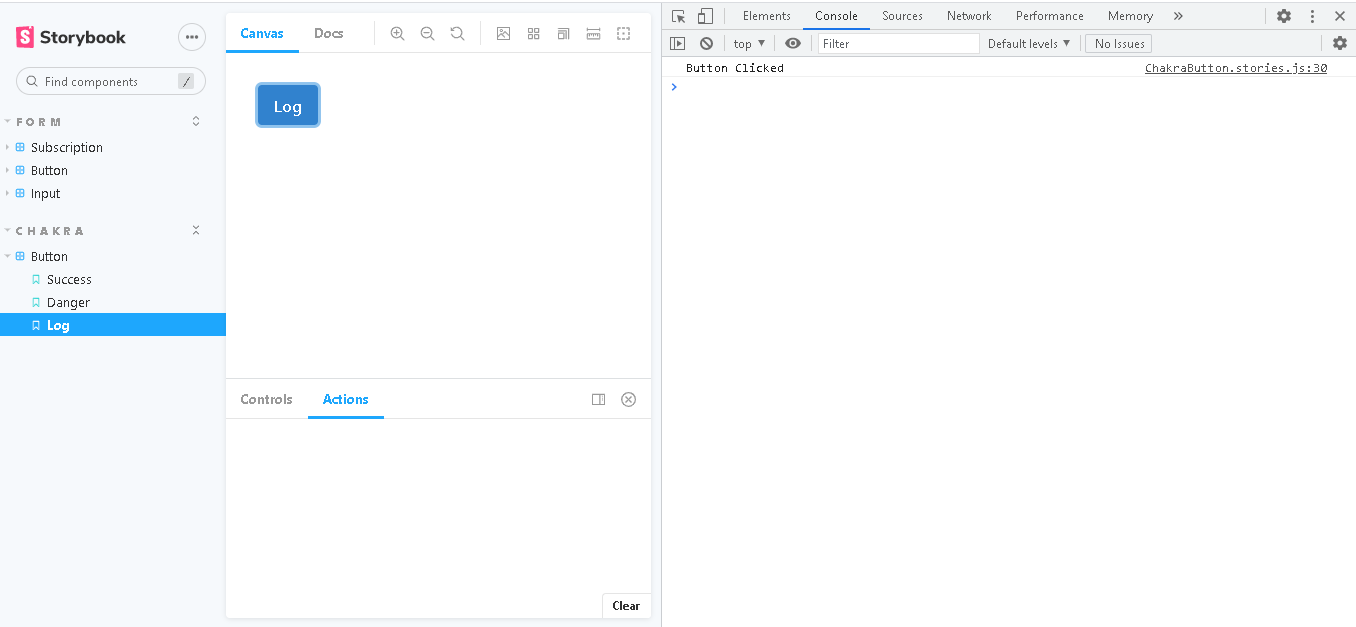 Storybook
Find components /
FORM
Subscription
Button
Input
CHAKRA
Button
Success
Danger
Log
Canvas Docs
Log
Controls Actions
Clear
Elements Console Sources Network Performance Memory
top ▼ Filter Default levels ▼ No Issues
Button Clicked ChakraButton.stories.js:30